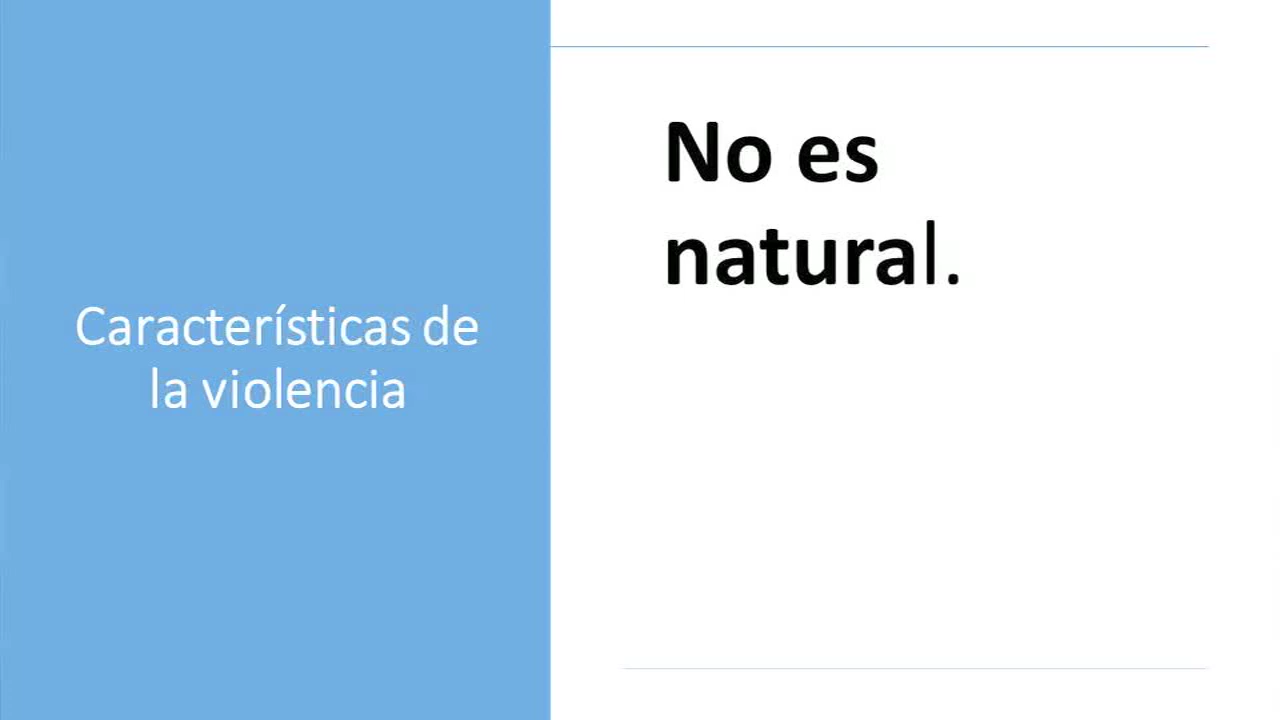 Características de
la violencia
No es
natural.